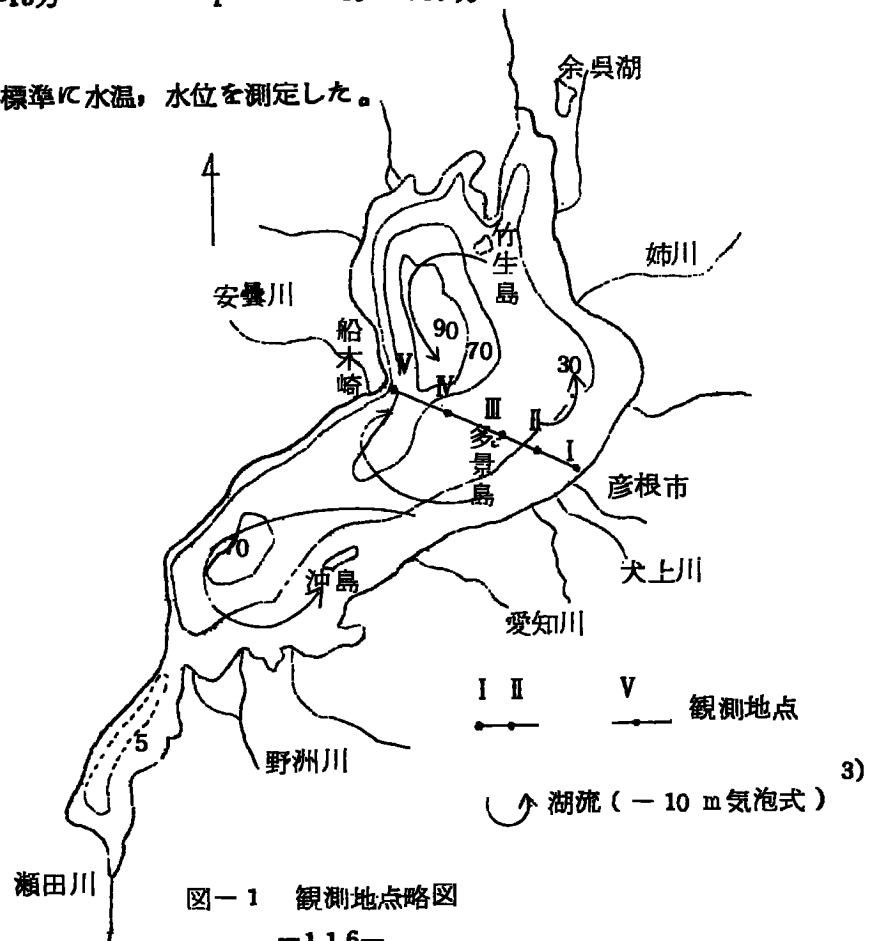 標準に水温，水位を測定した。
余呉湖
竹生島
姉川
安曇川
船木崎
90
70
30
Ⅴ
Ⅳ
Ⅲ
Ⅱ
Ⅰ
多景島
彦根市
犬上川
沖島
愛知川
Ⅰ Ⅱ Ⅴ 観測地点
5
野洲川
湖流（－10 m気泡式）3)
瀬田川
図－1 観測地点略図
－116－